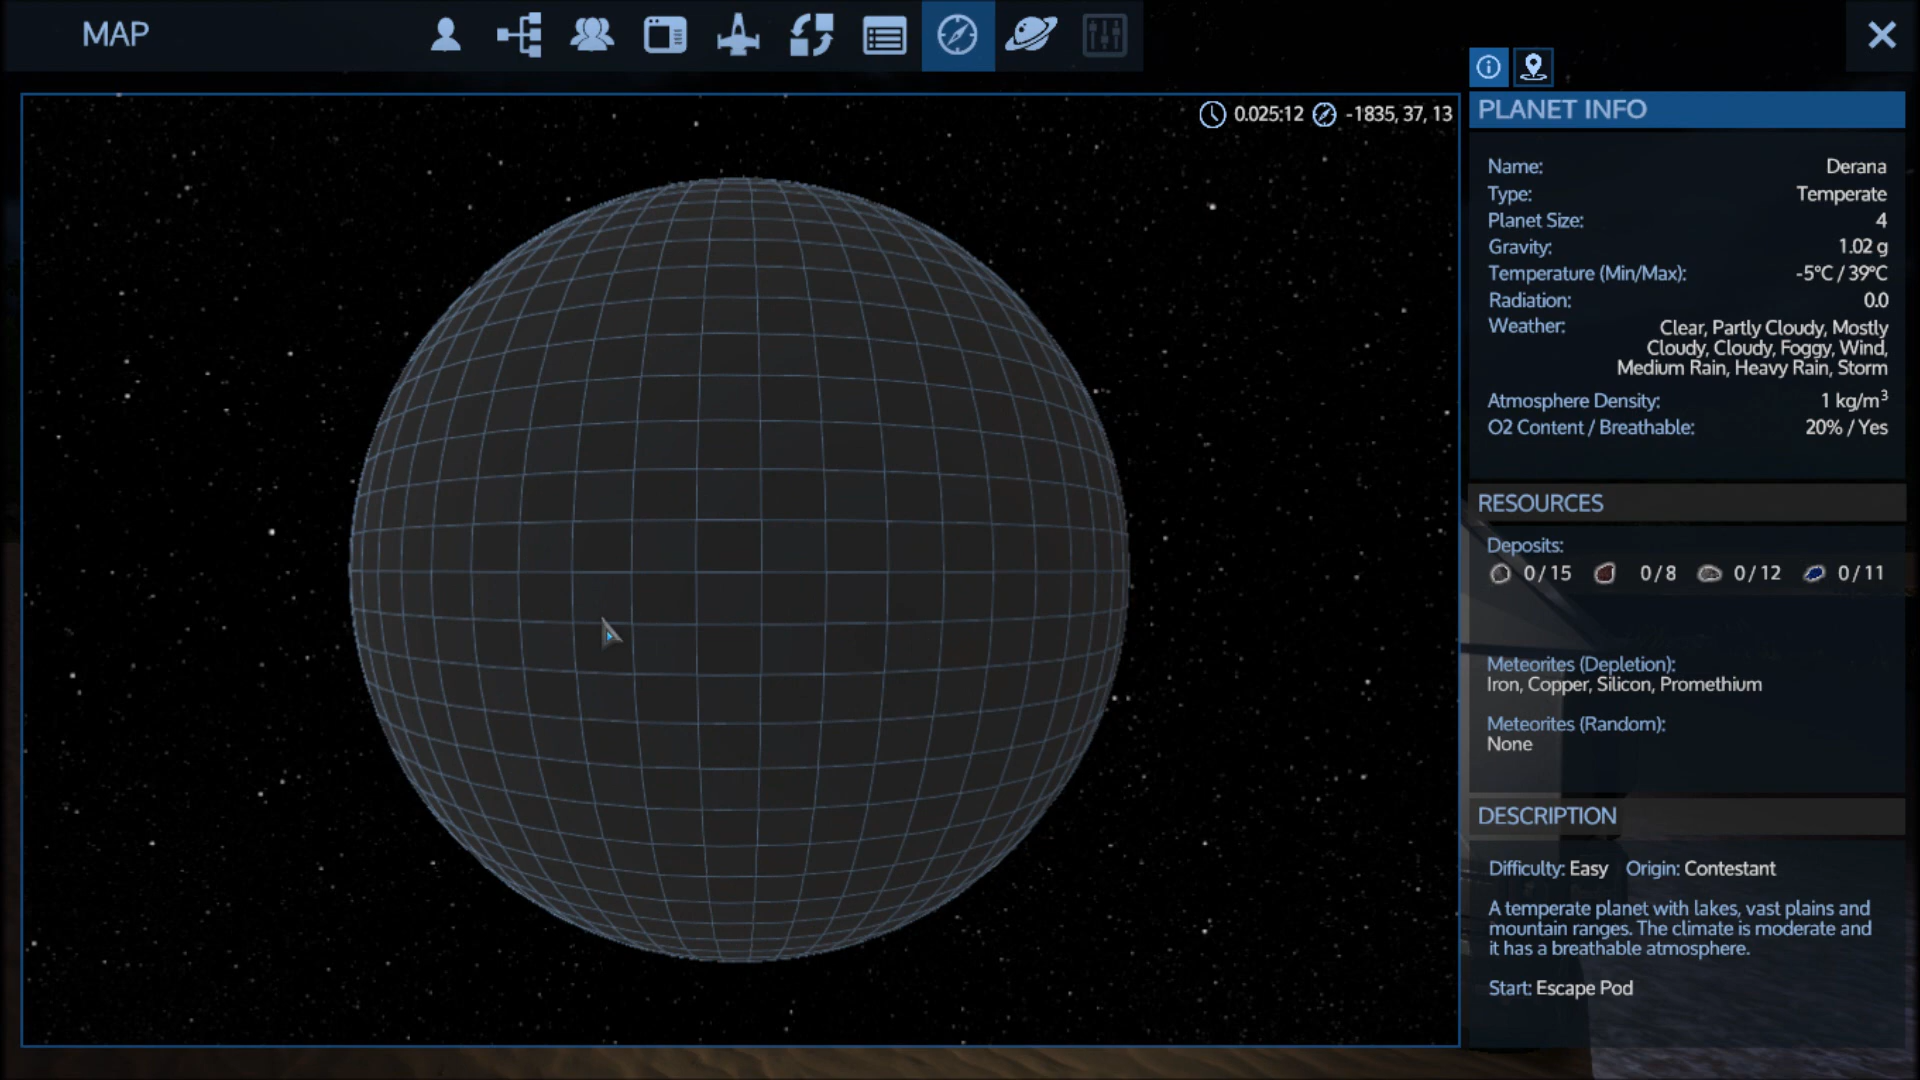 MAP
0.025:12 -1835, 37, 13
PLANET INFO
Name: Derana
Type: Temperate
Planet Size: 4
Gravity: 1.02 g
Temperature (Min/Max): -5°C / 39°C
Radiation: 0.0
Weather: Clear, Partly Cloudy, Mostly
Cloudy, Cloudy, Foggy, Wind,
Medium Rain, Heavy Rain, Storm
Atmosphere Density: 1 kg/m³
O2 Content / Breathable: 20% / Yes
RESOURCES
Deposits:
0/15 0/8 0/12 0/11
Meteorites (Depletion):
Iron, Copper, Silicon, Promethium
Meteorites (Random):
None
DESCRIPTION
Difficulty: Easy Origin: Contestant
A temperate planet with lakes, vast plains and
mountain ranges. The climate is moderate and
it has a breathable atmosphere.
Start: Escape Pod